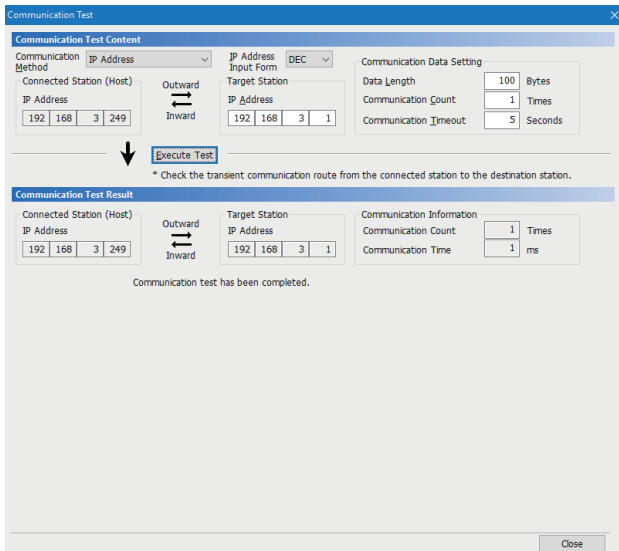 Communication Test
Communication Test Content
Communication Method IP Address
IP Address Input Form DEC
Connected Station (Host)
IP Address
192 168 3 249
Outward
Inward
Target Station
IP Address
192 168 3 1
Communication Data Setting
Data Length 100 Bytes
Communication Count 1 Times
Communication Timeout 5 Seconds
Execute Test
* Check the transient communication route from the connected station to the destination station.
Communication Test Result
Connected Station (Host)
IP Address
192 168 3 249
Outward
Inward
Target Station
IP Address
192 168 3 1
Communication Information
Communication Count 1 Times
Communication Time 1 ms
Communication test has been completed.
Close